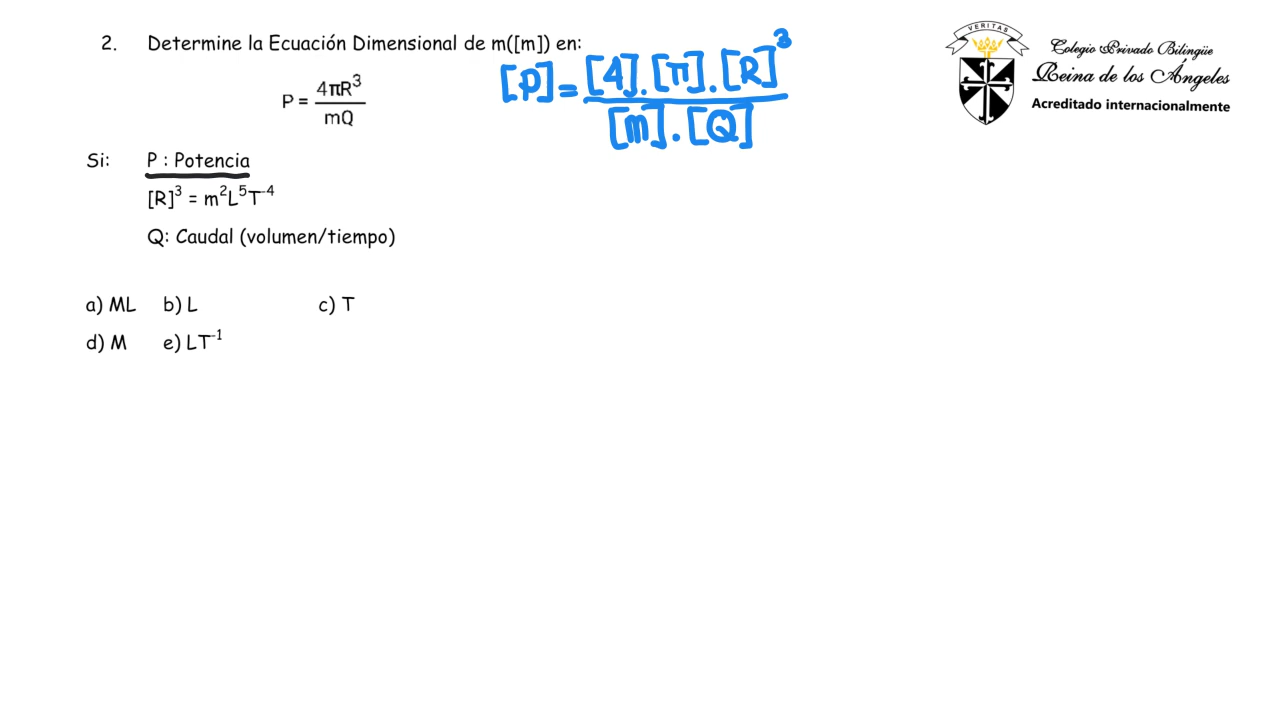 2. Determine la Ecuación Dimensional de m([m]) en:
P = 4πR³ / mQ
[P] = [4].[π].[R]³ / [m].[Q]
VERITAS
Colegio Privado Bilingüe
Reina de los Ángeles
Acreditado internacionalmente
Si: P : Potencia
[R]³ = m²L⁵T⁻⁴
Q: Caudal (volumen/tiempo)
a) ML b) L c) T
d) M e) LT⁻¹